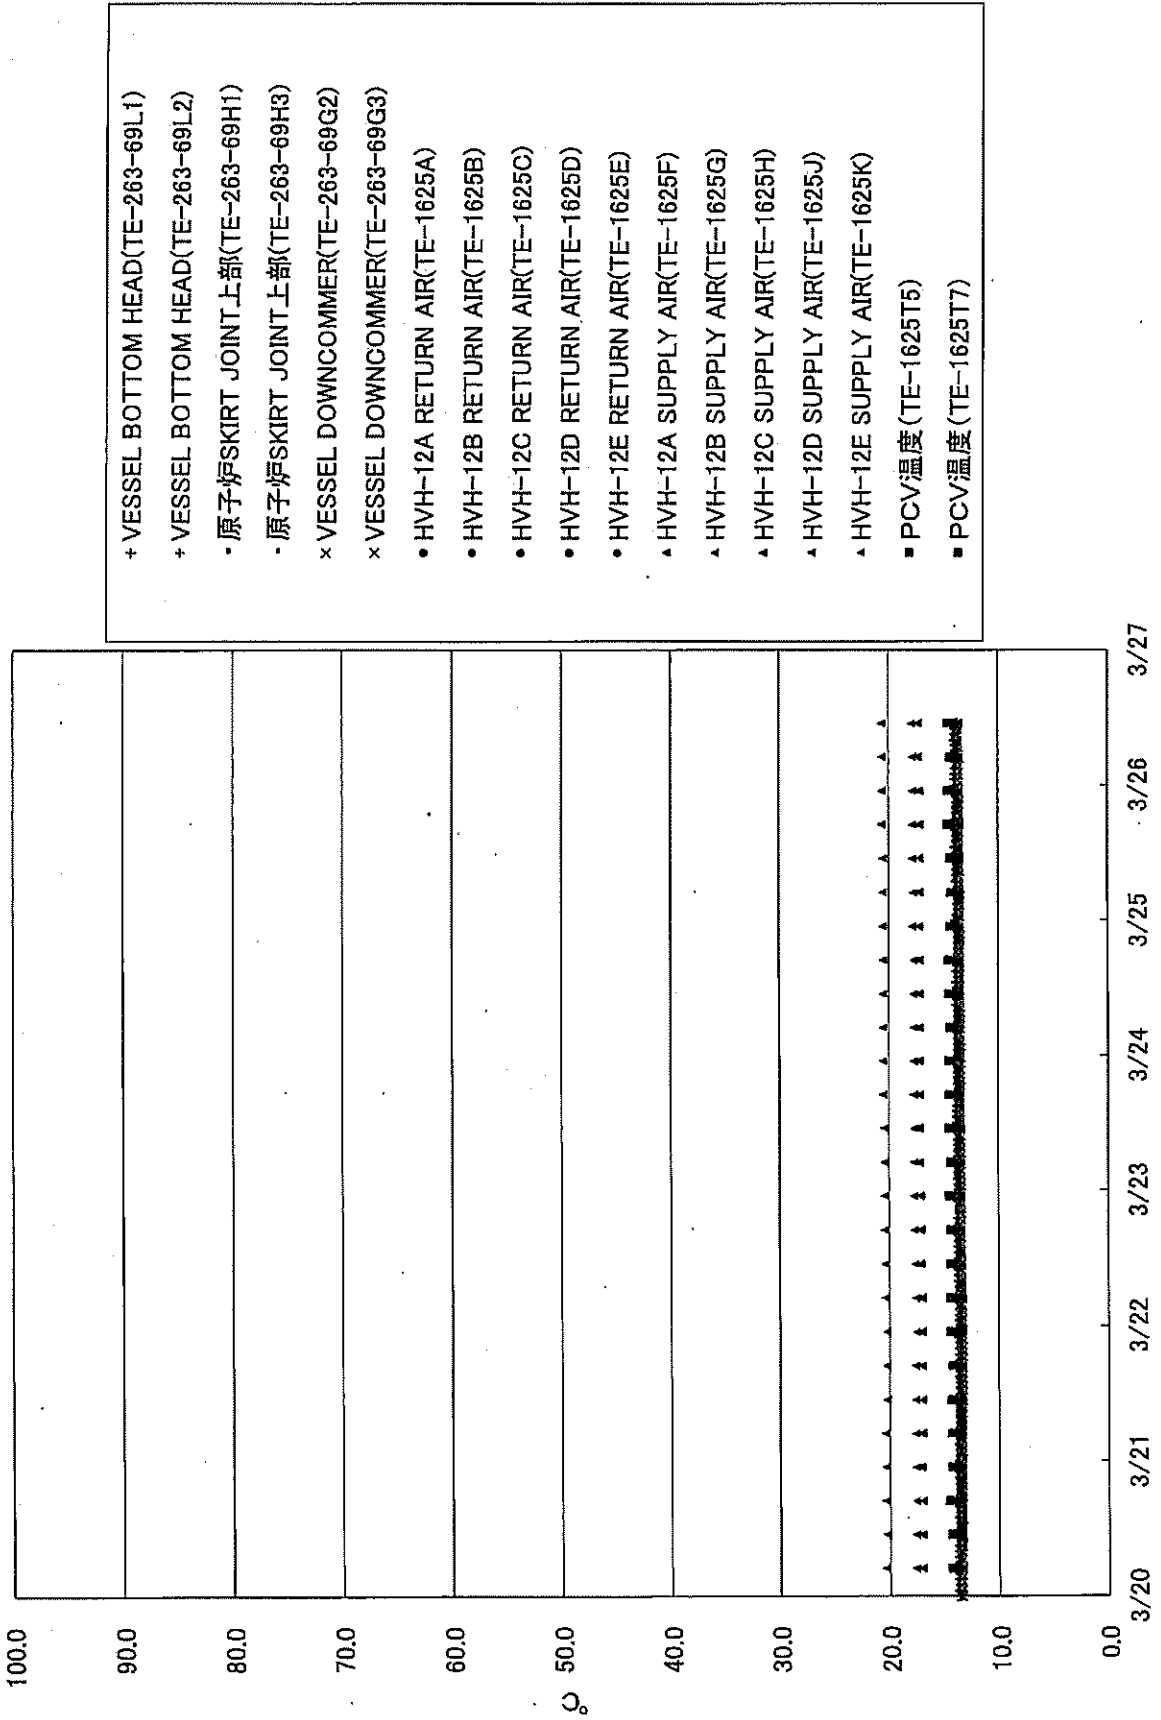 ℃
100.0
90.0
80.0
70.0
60.0
50.0
40.0
30.0
20.0
10.0
0.0
3/20
3/21
3/22
3/23
3/24
3/25
3/26
3/27
+ VESSEL BOTTOM HEAD(TE-263-69L1)
+ VESSEL BOTTOM HEAD(TE-263-69L2)
- 原子炉SKIRT JOINT上部(TE-263-69H1)
- 原子炉SKIRT JOINT上部(TE-263-69H3)
× VESSEL DOWNCOMMER(TE-263-69G2)
× VESSEL DOWNCOMMER(TE-263-69G3)
● HVH-12A RETURN AIR(TE-1625A)
● HVH-12B RETURN AIR(TE-1625B)
● HVH-12C RETURN AIR(TE-1625C)
● HVH-12D RETURN AIR(TE-1625D)
● HVH-12E RETURN AIR(TE-1625E)
▲ HVH-12A SUPPLY AIR(TE-1625F)
▲ HVH-12B SUPPLY AIR(TE-1625G)
▲ HVH-12C SUPPLY AIR(TE-1625H)
▲ HVH-12D SUPPLY AIR(TE-1625J)
▲ HVH-12E SUPPLY AIR(TE-1625K)
■ PCV温度(TE-1625T5)
■ PCV温度(TE-1625T7)